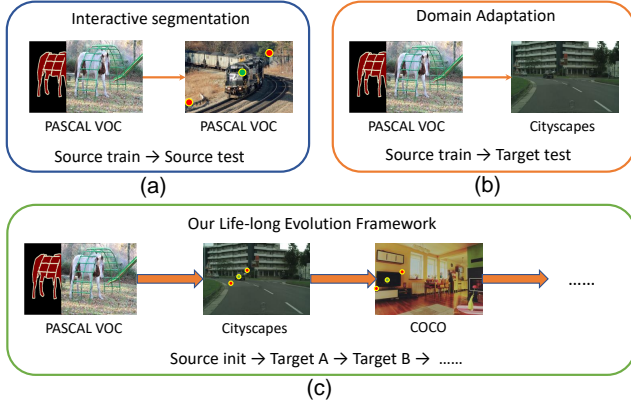 Interactive segmentation
PASCAL VOC
PASCAL VOC
Source train → Source test
(a)
Domain Adaptation
PASCAL VOC
Cityscapes
Source train → Target test
(b)
Our Life-long Evolution Framework
......
PASCAL VOC
Cityscapes
COCO
Source init → Target A → Target B → ......
(c)